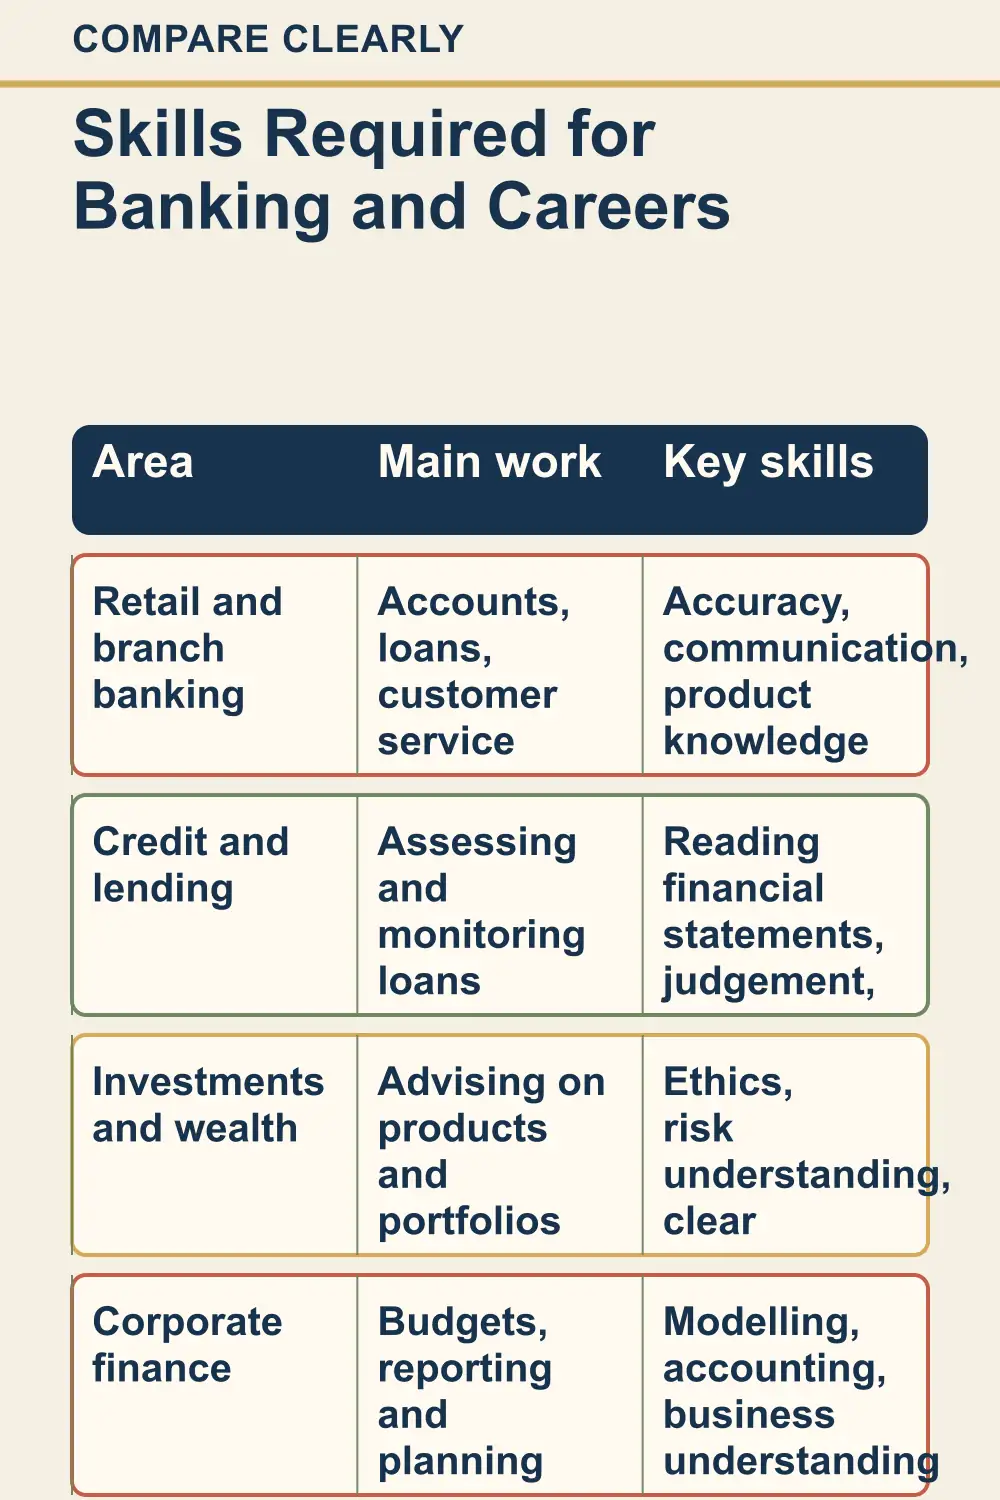 COMPARE CLEARLY
Skills Required for
Banking and Careers
Area
Main work
Key skills
Retail and
branch
banking
Accounts,
loans,
customer
service
Accuracy,
communication,
product
knowledge
Credit and
lending
Assessing
and
monitoring
loans
Reading
financial
statements,
judgement,
Investments
and wealth
Advising on
products
and
portfolios
Ethics,
risk
understanding,
clear
Corporate
finance
Budgets,
reporting
and
planning
Modelling,
accounting,
business
understanding